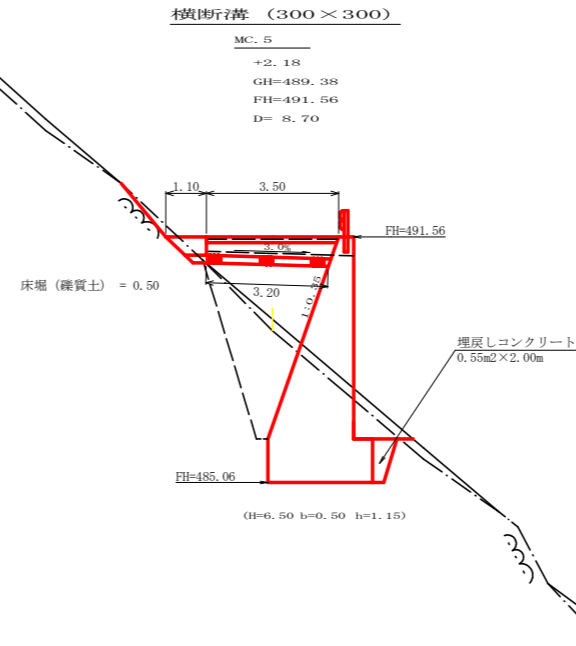 横断溝 (300×300)
MC. 5
+2. 18
GH=489. 38
FH=491. 56
D= 8. 70
1. 10
3. 50
FH=491. 56
3. 0%
床堀 (礫質土) = 0. 50
3. 20
1:0. 35
埋戻しコンクリート
0. 55m2×2. 00m
FH=485. 06
(H=6. 50 b=0. 50 h=1. 15)